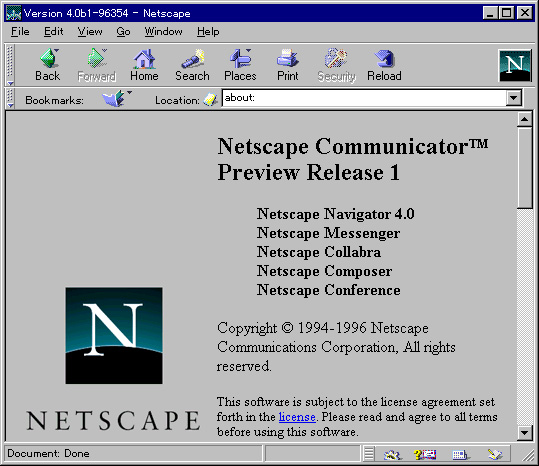 Version 4.0b1-96354 - Netscape
File Edit View Go Window Help
Back Forward Home Search Places Print Security Reload
N
Bookmarks: Location: about:
Netscape Communicator™
Preview Release 1
Netscape Navigator 4.0
Netscape Messenger
Netscape Collabra
Netscape Composer
Netscape Conference
N
NETSCAPE
Copyright © 1994-1996 Netscape
Communications Corporation, All rights
reserved.
This software is subject to the license agreement set
forth in the license. Please read and agree to all terms
before using this software.
Document: Done